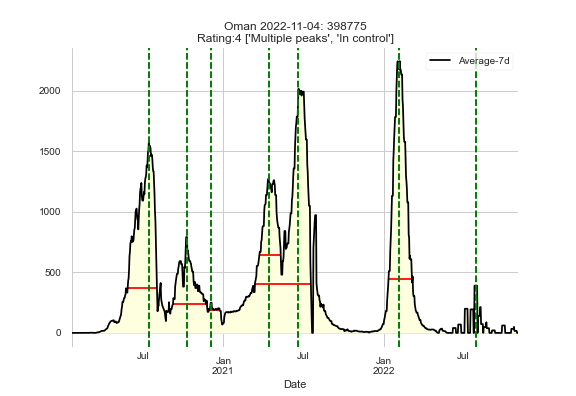 Oman 2022-11-04: 398775
Rating:4 ['Multiple peaks', 'In control']
Average-7d
2000
1500
1000
500
0
Jul
Jan
2021
Jul
Jan
2022
Jul
Date